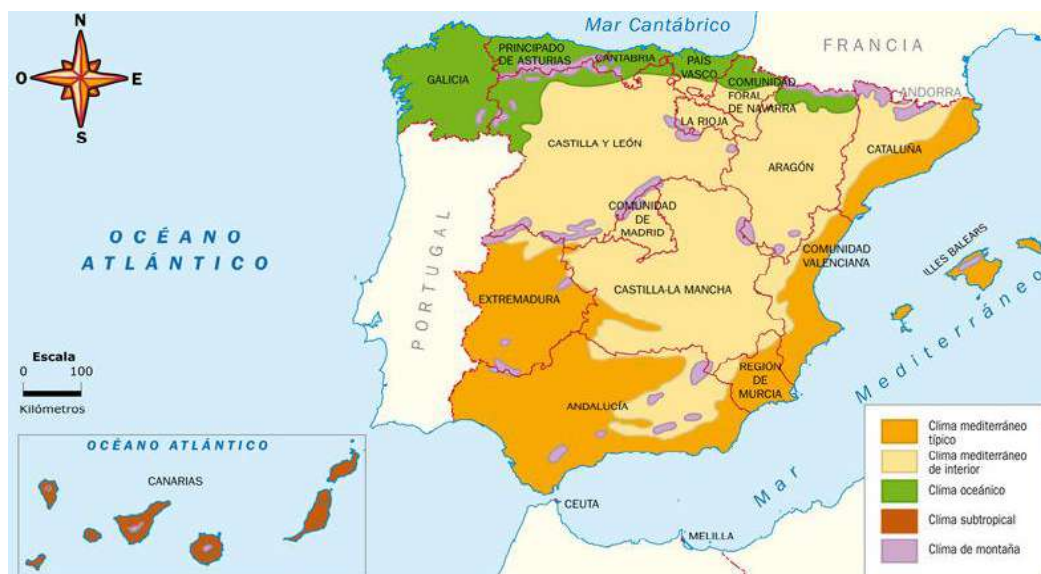 N
O
E
S
Mar Cantábrico
FRANCIA
ANDORRA
PRINCIPADO
DE ASTURIAS
CANTABRIA
PAÍS
VASCO
GALICIA
COMUNIDAD
FORAL
DE NAVARRA
LA RIOJA
CASTILLA Y LEÓN
ARAGÓN
CATALUÑA
COMUNIDAD
DE
MADRID
OCÉANO
ATLÁNTICO
PORTUGAL
COMUNIDAD
VALENCIANA
ILLES BALEARS
EXTREMADURA
CASTILLA-LA MANCHA
REGIÓN
DE
MURCIA
ANDALUCÍA
Mar Mediterráneo
CEUTA
MELILLA
Escala
0 100
Kilómetros
OCÉANO ATLÁNTICO
CANARIAS
Clima mediterráneo
típico
Clima mediterráneo
de interior
Clima oceánico
Clima subtropical
Clima de montaña